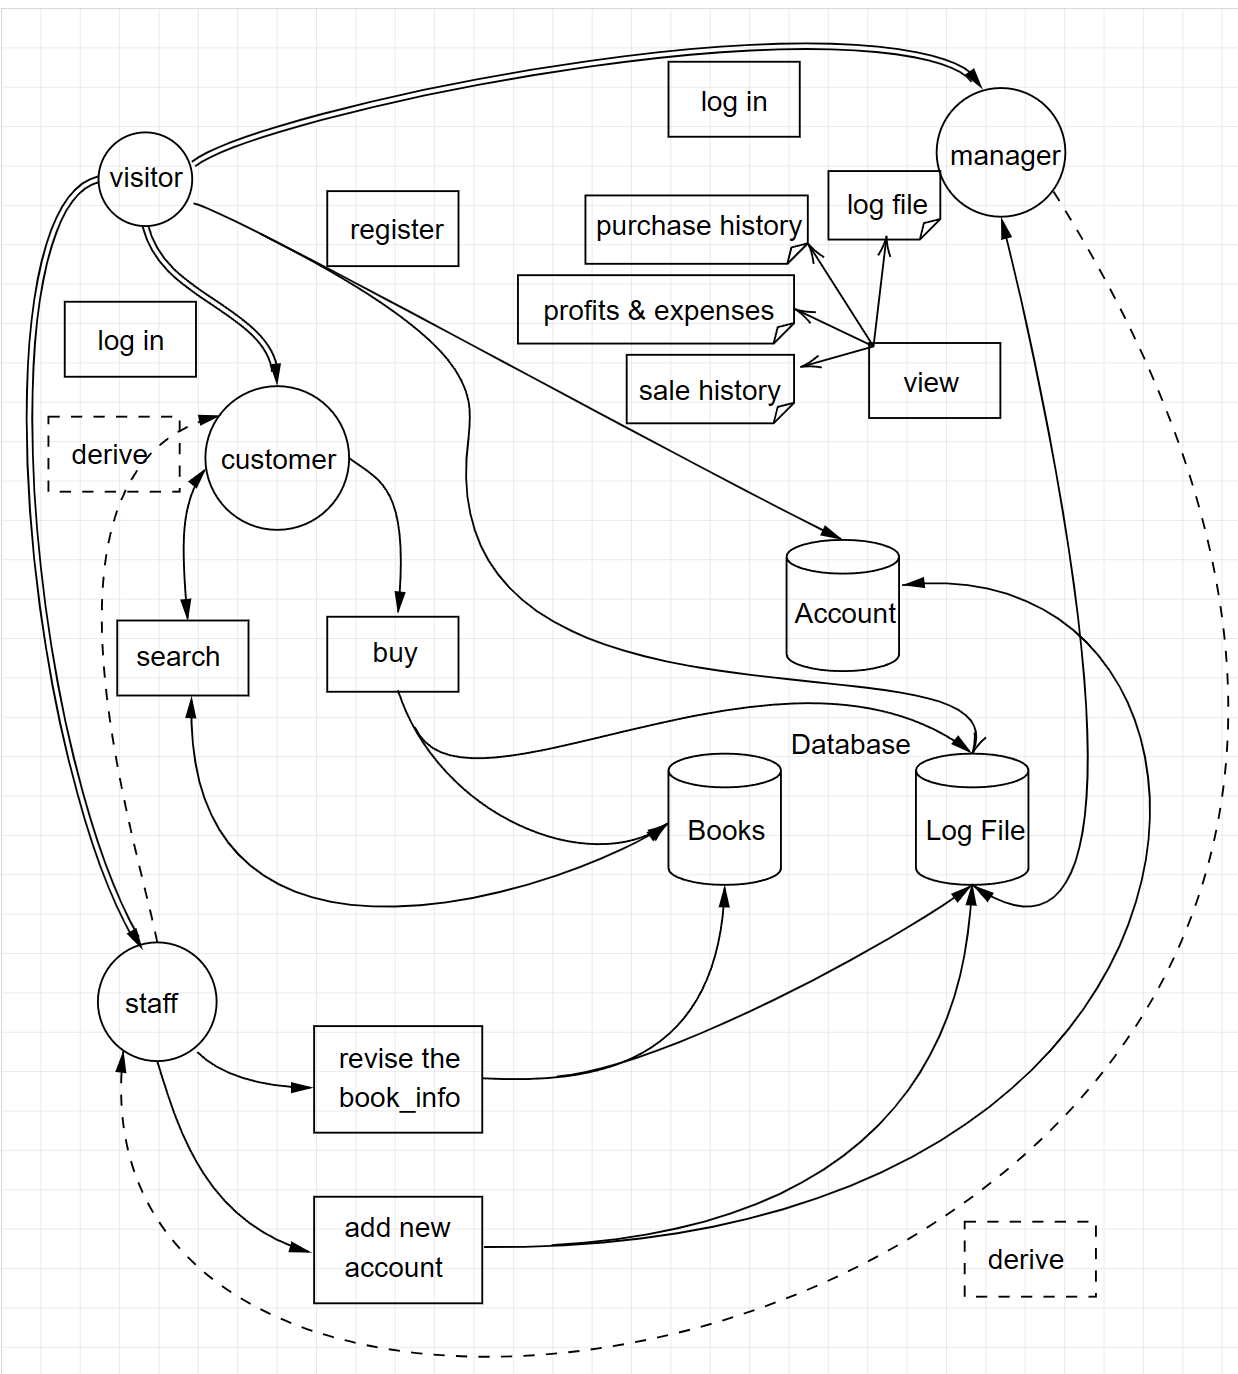 log in
manager
visitor
log file
register
purchase history
profits & expenses
log in
view
sale history
derive
customer
Account
search
buy
Database
Books
Log File
staff
revise the
book_info
add new
account
derive